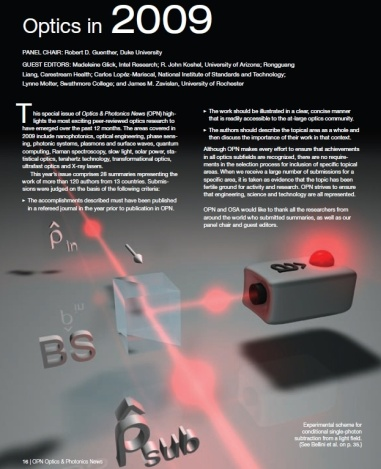 Optics in 2009
PANEL CHAIR: Robert D. Guenther, Duke University
GUEST EDITORS: Madeleine Glick, Intel Research; R. John Koshel, University of Arizona; Rongguang
Liang, Carestream Health; Carlos López-Mariscal, National Institute of Standards and Technology;
Lynne Molter, Swathmore College; and James M. Zavislan, University of Rochester
This special issue of Optics & Photonics News (OPN) high-
lights the most exciting peer-reviewed optics research to
have emerged over the past 12 months. The areas covered in
2009 include nanophotonics, optical engineering, phase sens-
ing, photonic systems, plasmons and surface waves, quantum
computing, Raman spectroscopy, slow light, solar power, sta-
tistical optics, terahertz technology, transformational optics,
ultrafast optics and X-ray lasers.
This year's issue comprises 28 summaries representing the
work of more than 120 authors from 13 countries. Submis-
sions were judged on the basis of the following criteria:
▸ The accomplishments described must have been published
in a refereed journal in the year prior to publication in OPN.
▸ The work should be illustrated in a clear, concise manner
that is readily accessible to the at-large optics community.
▸ The authors should describe the topical area as a whole and
then discuss the importance of their work in that context.
Although OPN makes every effort to ensure that achievements
in all optics subfields are recognized, there are no require-
ments in the selection process for inclusion of specific topical
areas. When we receive a large number of submissions for a
specific area, it is taken as evidence that the topic has been
fertile ground for activity and research. OPN strives to ensure
that engineering, science and technology are all represented.
OPN and OSA would like to thank all the researchers from
around the world who submitted summaries, as well as our
panel chair and guest editors.
ρ̂in
BS
ρ̂sub
Experimental scheme for
conditional single-photon
subtraction from a light field.
(See Bellini et al. on p. 35.)
16 | OPN Optics & Photonics News